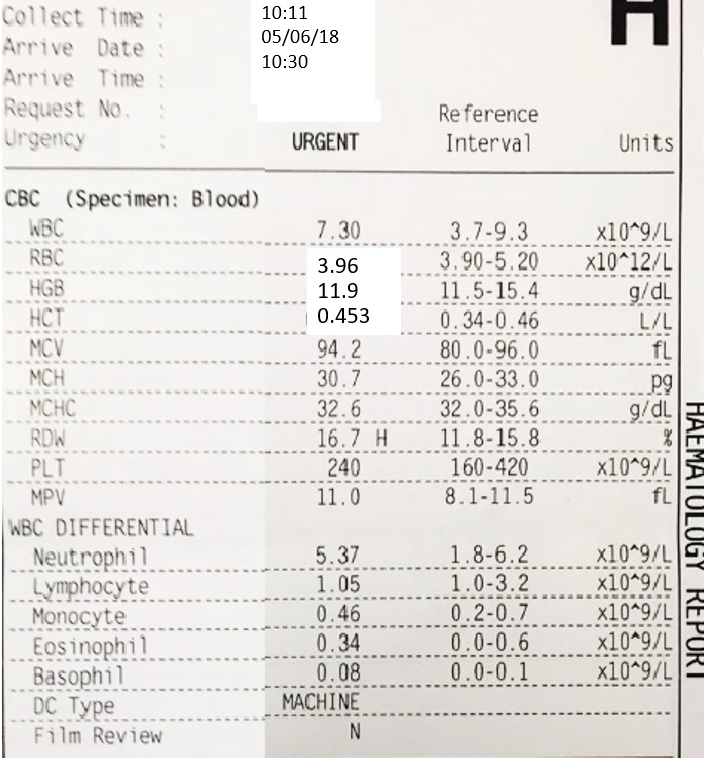 H
Collect Time : 10:11
Arrive Date : 05/06/18
Arrive Time : 10:30
Request No. :
Urgency : URGENT Reference Interval Units
CBC (Specimen: Blood)
WBC 7.30 3.7-9.3 x10^9/L
RBC 3.96 3.90-5.20 x10^12/L
HGB 11.9 11.5-15.4 g/dL
HCT 0.453 0.34-0.46 L/L
MCV 94.2 80.0-96.0 fL
MCH 30.7 26.0-33.0 pg
MCHC 32.6 32.0-35.6 g/dL
RDW 16.7 H 11.8-15.8 %
PLT 240 160-420 x10^9/L
MPV 11.0 8.1-11.5 fL
WBC DIFFERENTIAL
Neutrophil 5.37 1.8-6.2 x10^9/L
Lymphocyte 1.05 1.0-3.2 x10^9/L
Monocyte 0.46 0.2-0.7 x10^9/L
Eosinophil 0.34 0.0-0.6 x10^9/L
Basophil 0.08 0.0-0.1 x10^9/L
DC Type MACHINE
Film Review N
HAEMATOLOGY REPORT